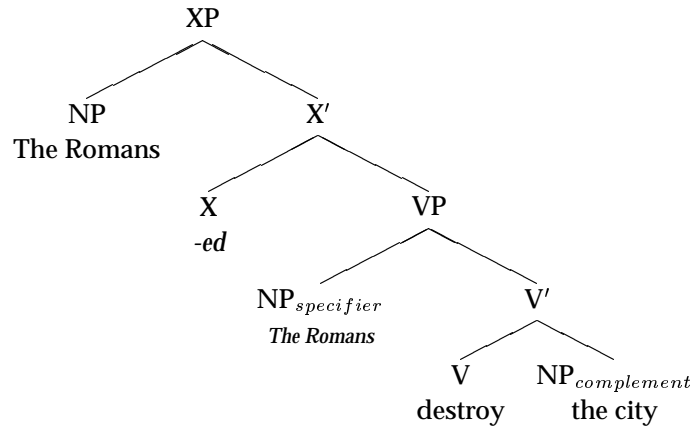 XP
NP X′
The Romans
X VP
-ed
NP_specifier V′
The Romans
V NP_complement
destroy the city